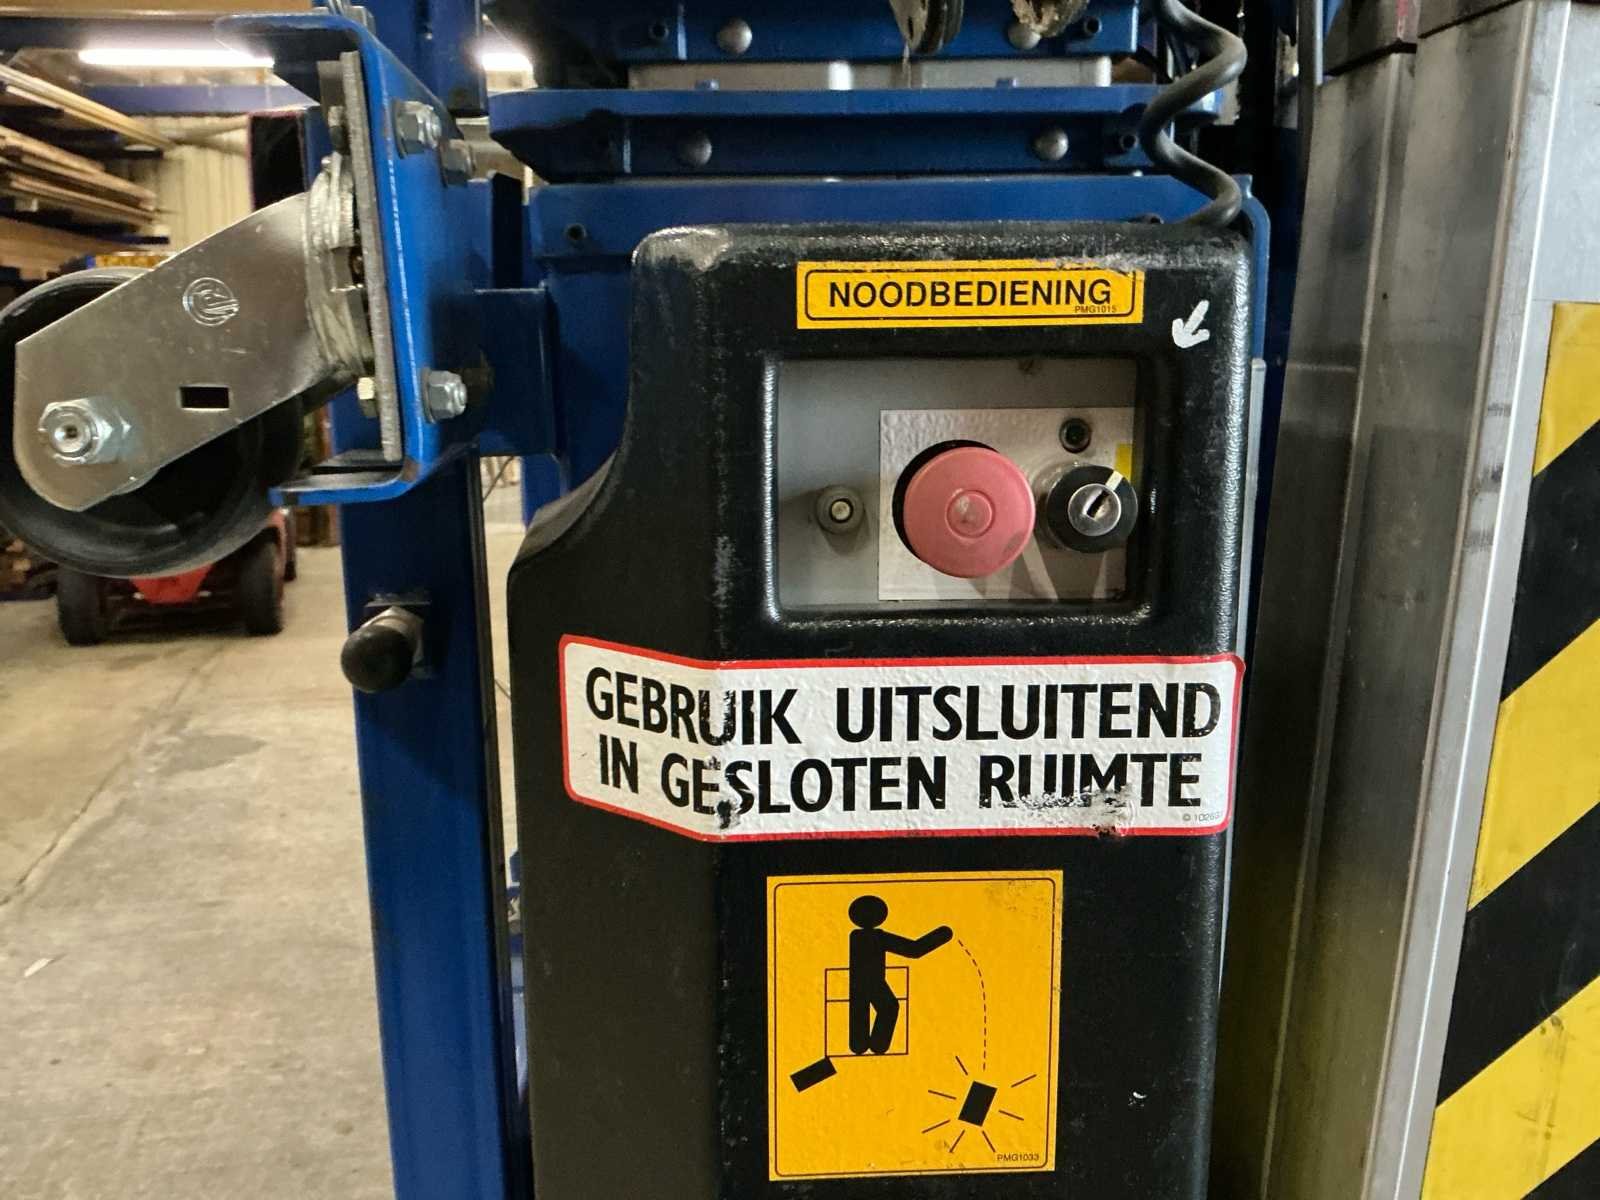 NOODBEDIENING
PMG1015
GEBRUIK UITSLUITEND
IN GESLOTEN RUIMTE
PMG1033